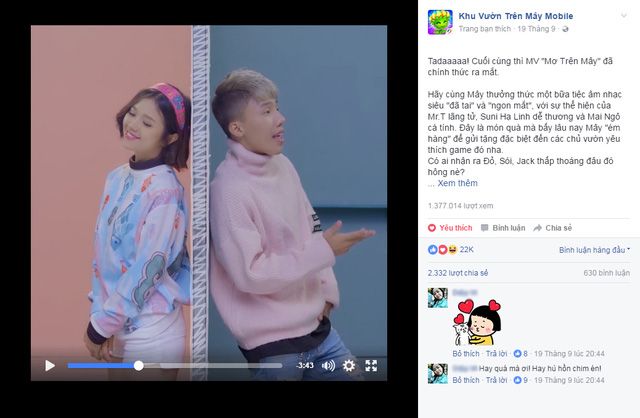 Khu Vườn Trên Mây Mobile
Trang bạn thích · 19 Tháng 9 ·
Tadaaaaa! Cuối cùng thì MV "Mơ Trên Mây" đã
chính thức ra mắt.
Hãy cùng Mây thưởng thức một bữa tiệc âm nhạc
siêu "đã tai" và "ngon mắt", với sự thể hiện của
Mr.T lãng tử, Suni Hạ Linh dễ thương và Mai Ngô
cá tính. Đây là món quà mà bấy lâu nay Mây "ém
hàng" để gửi tặng đặc biệt đến các chủ vườn yêu
thích game đó nha.
Có ai nhận ra Đỏ, Sói, Jack thấp thoáng đâu đó
hông nè?
... Xem thêm
1.377.014 lượt xem
Yêu thích Bình luận Chia sẻ
22K Bình luận hàng đầu
2.332 lượt chia sẻ 630 bình luận
Bỏ thích · Trả lời · 8 · 19 Tháng 9 lúc 20:44
Hay quá má ơi! Hay hú hồn chim én!
Bỏ thích · Trả lời · 9 · 19 Tháng 9 lúc 20:44
-3:43